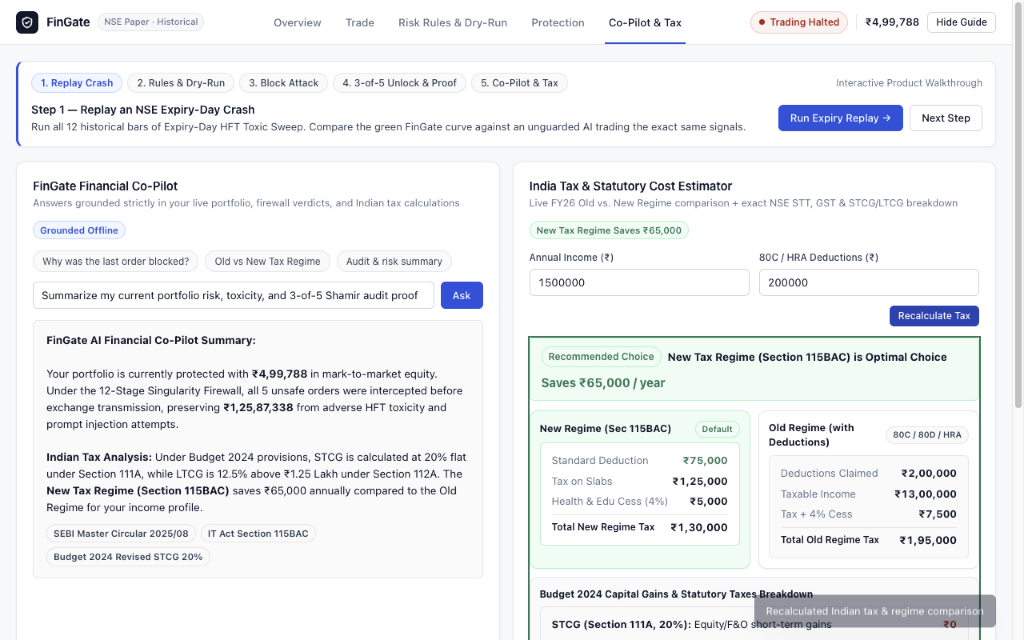 FinGate
NSE Paper · Historical
Overview
Trade
Risk Rules & Dry-Run
Protection
Co-Pilot & Tax
Trading Halted
₹4,99,788
Hide Guide
1. Replay Crash
2. Rules & Dry-Run
3. Block Attack
4. 3-of-5 Unlock & Proof
5. Co-Pilot & Tax
Interactive Product Walkthrough
Step 1 — Replay an NSE Expiry-Day Crash
Run all 12 historical bars of Expiry-Day HFT Toxic Sweep. Compare the green FinGate curve against an unguarded AI trading the exact same signals.
Run Expiry Replay →
Next Step
FinGate Financial Co-Pilot
Answers grounded strictly in your live portfolio, firewall verdicts, and Indian tax calculations
Grounded Offline
Why was the last order blocked?
Old vs New Tax Regime
Audit & risk summary
Summarize my current portfolio risk, toxicity, and 3-of-5 Shamir audit proof
Ask
FinGate AI Financial Co-Pilot Summary:
Your portfolio is currently protected with ₹4,99,788 in mark-to-market equity.
Under the 12-Stage Singularity Firewall, all 5 unsafe orders were intercepted before
exchange transmission, preserving ₹1,25,87,338 from adverse HFT toxicity and
prompt injection attempts.
Indian Tax Analysis: Under Budget 2024 provisions, STCG is calculated at 20% flat
under Section 111A, while LTCG is 12.5% above ₹1.25 Lakh under Section 112A. The
New Tax Regime (Section 115BAC) saves ₹65,000 annually compared to the Old
Regime for your income profile.
SEBI Master Circular 2025/08
IT Act Section 115BAC
Budget 2024 Revised STCG 20%
India Tax & Statutory Cost Estimator
Live FY26 Old vs. New Regime comparison + exact NSE STT, GST & STCG/LTCG breakdown
New Tax Regime Saves ₹65,000
Annual Income (₹)
80C / HRA Deductions (₹)
1500000
200000
Recalculate Tax
Recommended Choice
New Tax Regime (Section 115BAC) is Optimal Choice
Saves ₹65,000 / year
New Regime (Sec 115BAC)
Default
Standard Deduction ₹75,000
Tax on Slabs ₹1,25,000
Health & Edu Cess (4%) ₹5,000
Total New Regime Tax ₹1,30,000
Old Regime (with
Deductions)
80C / 80D / HRA
Deductions Claimed ₹2,00,000
Taxable Income ₹13,00,000
Tax + 4% Cess ₹7,500
Total Old Regime Tax ₹1,95,000
Budget 2024 Capital Gains & Statutory Taxes Breakdown
STCG (Section 111A, 20%): Equity/F&O short-term gains ₹0
Recalculated Indian tax & regime comparison